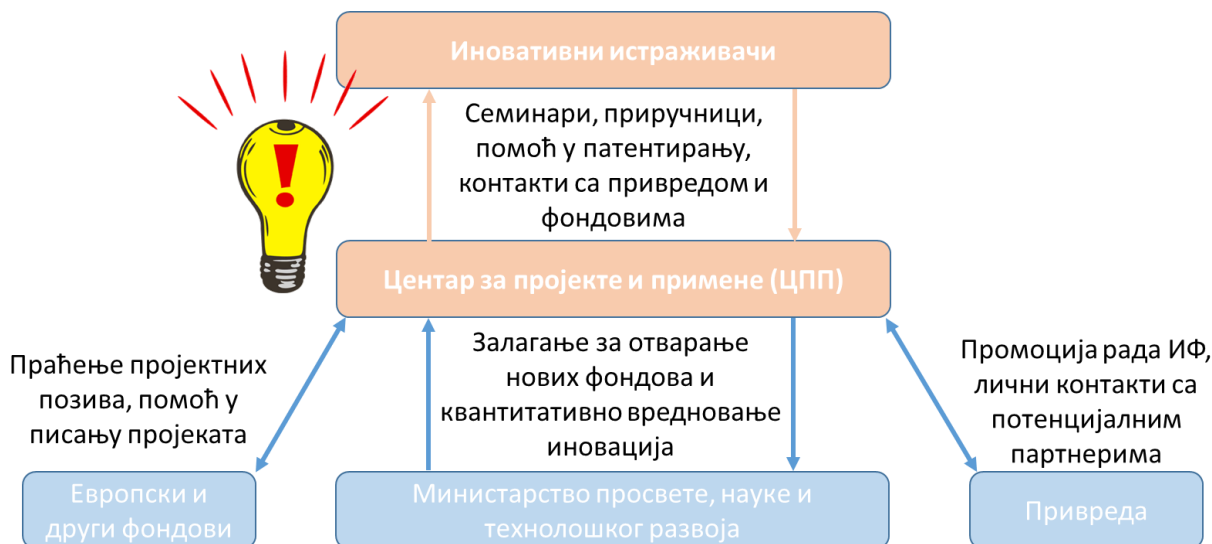 Иновативни истраживачи
Семинари, приручници,
помоћ у патентирању,
контакти са привредом и
фондовима
Центар за пројекте и примене (ЦПП)
Праћење пројектних
позива, помоћ у
писању пројеката
Залагање за отварање
нових фондова и
квантитативно вредновање
иновација
Промоција рада ИФ,
лични контакти са
потенцијалним
партнерима
Европски и
други фондови
Министарство просвете, науке и
технолошког развоја
Привреда